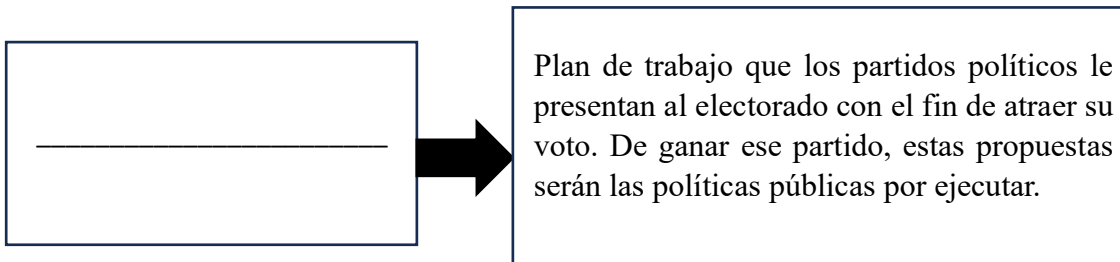 Plan de trabajo que los partidos políticos le
presentan al electorado con el fin de atraer su
voto. De ganar ese partido, estas propuestas
serán las políticas públicas por ejecutar.